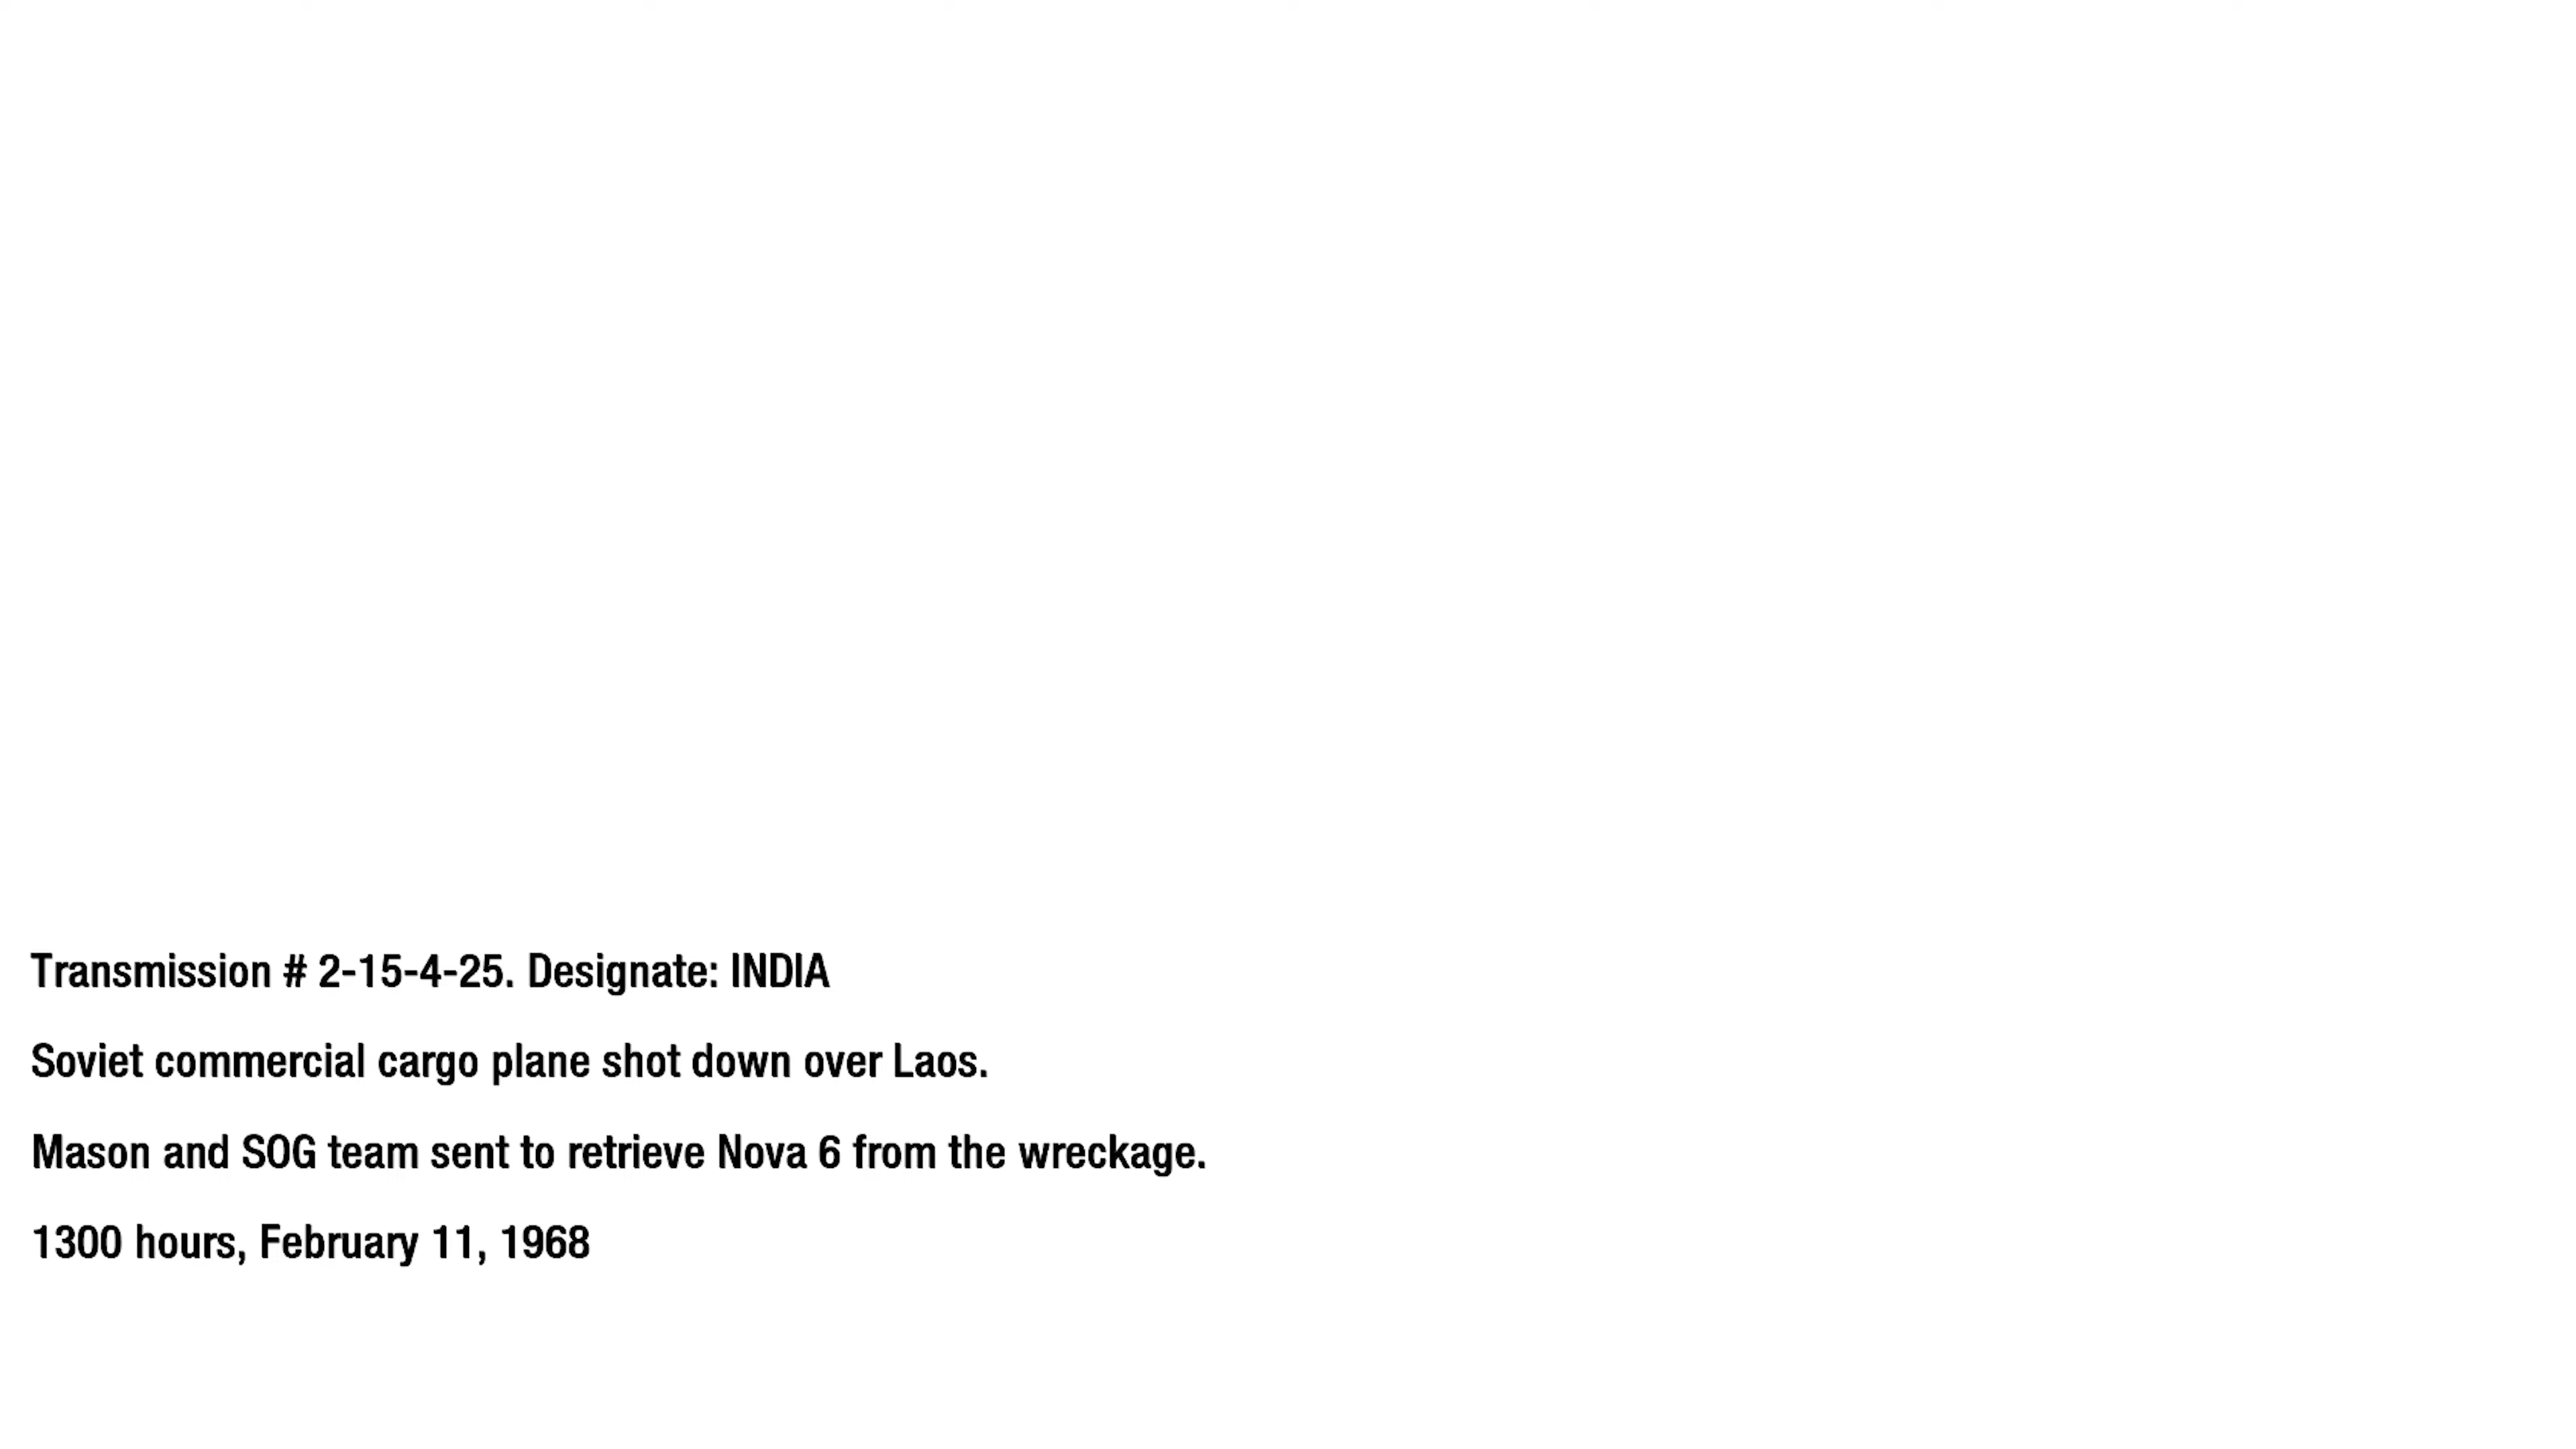 Transmission # 2-15-4-25. Designate: INDIA
Soviet commercial cargo plane shot down over Laos.
Mason and SOG team sent to retrieve Nova 6 from the wreckage.
1300 hours, February 11, 1968